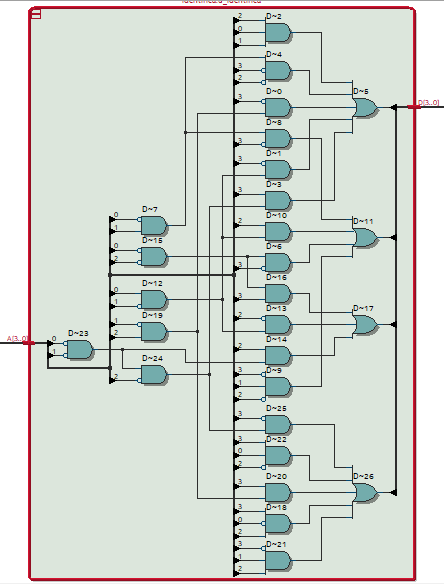 D~2
2
0
1
D~4
3
2
D~5
D~0
3
D[3..0]
D~8
3
D~1
3
D~3
3
D~7
0
1
D~10
2
D~11
D~15
0
2
D~6
3
D~16
3
D~12
0
1
D~13
2
D~17
D~19
1
2
A[3..0]
D~23
0
1
D~14
2
D~24
2
D~9
3
1
2
D~25
3
D~22
0
2
D~20
3
D~26
D~18
3
0
2
D~21
3
1
2